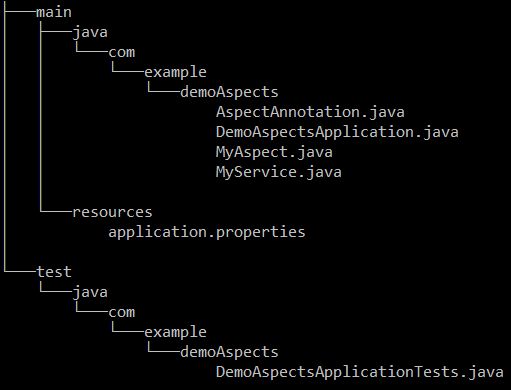 main
java
com
example
demoAspects
AspectAnnotation.java
DemoAspectsApplication.java
MyAspect.java
MyService.java
resources
application.properties
test
java
com
example
demoAspects
DemoAspectsApplicationTests.java